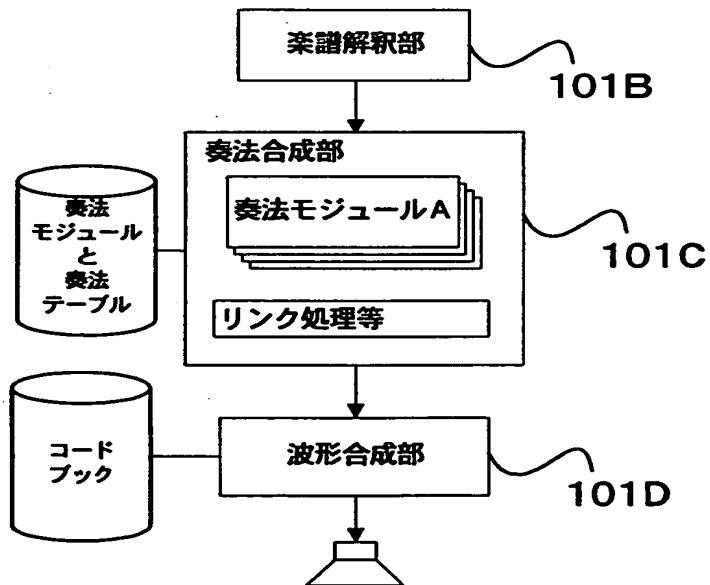 楽譜解釈部
101B
奏法合成部
奏法モジュールA
奏法
モジュール
と
奏法
テーブル
101C
リンク処理等
コード
ブック
波形合成部
101D